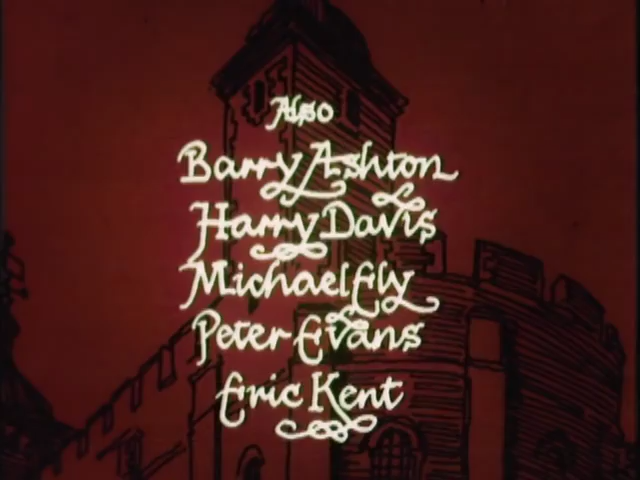 Also
Barry Ashton
Harry Davis
Michael Ely
Peter Evans
Eric Kent